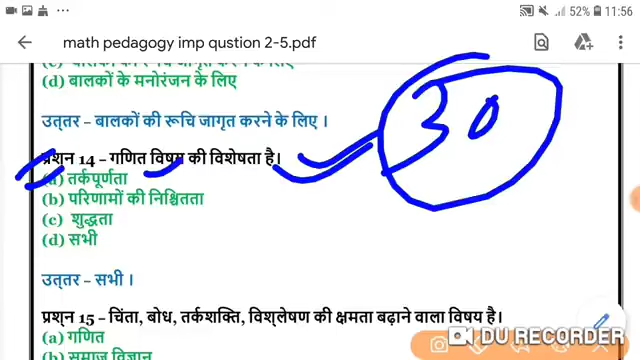 52% 11:56
math pedagogy imp qustion 2-5.pdf
(d) बालकों के मनोरंजन के लिए
उत्तर – बालकों की रूचि जागृत करने के लिए ।
30
प्रशन 14 – गणित विषय की विशेषता है।
(a) तर्कपूर्णता
(b) परिणामों की निश्चितता
(c) शुद्धता
(d) सभी
उत्तर – सभी ।
प्रश्न 15 – चिंता, बोध, तर्कशक्ति, विश्लेषण की क्षमता बढ़ाने वाला विषय है।
(a) गणित
(b) समाज विज्ञान
DU RECORDER